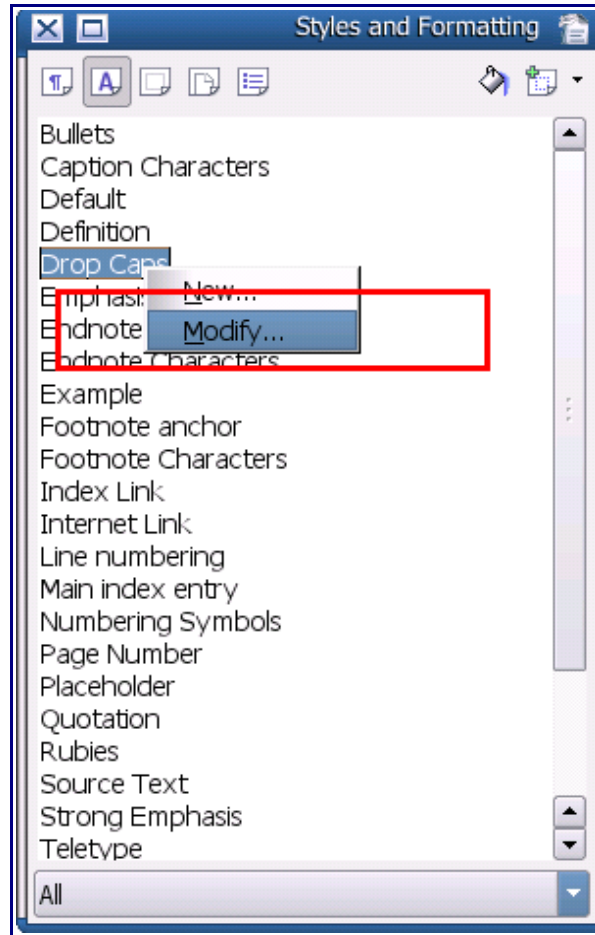 Styles and Formatting
Bullets
Caption Characters
Default
Definition
Drop Caps
New...
Modify...
Endnote
Endnote Characters
Example
Footnote anchor
Footnote Characters
Index Link
Internet Link
Line numbering
Main index entry
Numbering Symbols
Page Number
Placeholder
Quotation
Rubies
Source Text
Strong Emphasis
Teletype
All